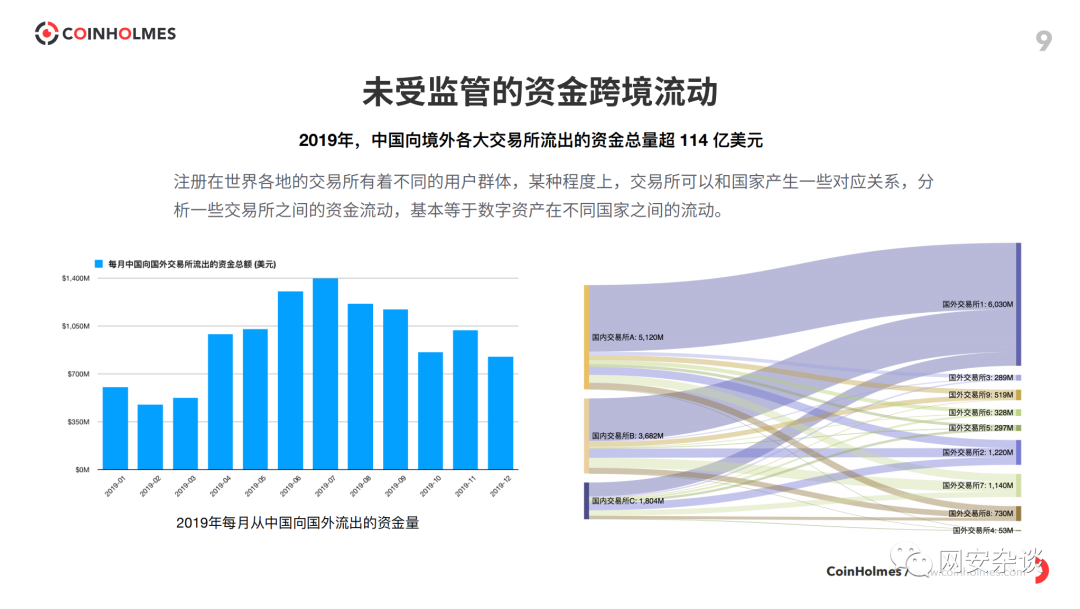 COINHOLMES
9
未受监管的资金跨境流动
2019年，中国向境外各大交易所流出的资金总量超 114 亿美元
注册在世界各地的交易所有着不同的用户群体，某种程度上，交易所可以和国家产生一些对应关系，分
析一些交易所之间的资金流动，基本等于数字资产在不同国家之间的流动。
每月中国向国外交易所流出的资金总额 (美元)
$1,400M
$1,050M
$700M
$350M
$0M
2019-01
2019-02
2019-03
2019-04
2019-05
2019-06
2019-07
2019-08
2019-09
2019-10
2019-11
2019-12
2019年每月从中国向国外流出的资金量
国内交易所A: 5,120M
国内交易所B: 3,682M
国内交易所C: 1,804M
国外交易所1: 6,030M
国外交易所3: 289M
国外交易所9: 519M
国外交易所6: 328M
国外交易所5: 297M
国外交易所2: 1,220M
国外交易所7: 1,140M
国外交易所8: 730M
国外交易所4: 53M
CoinHolmes /
网安杂谈